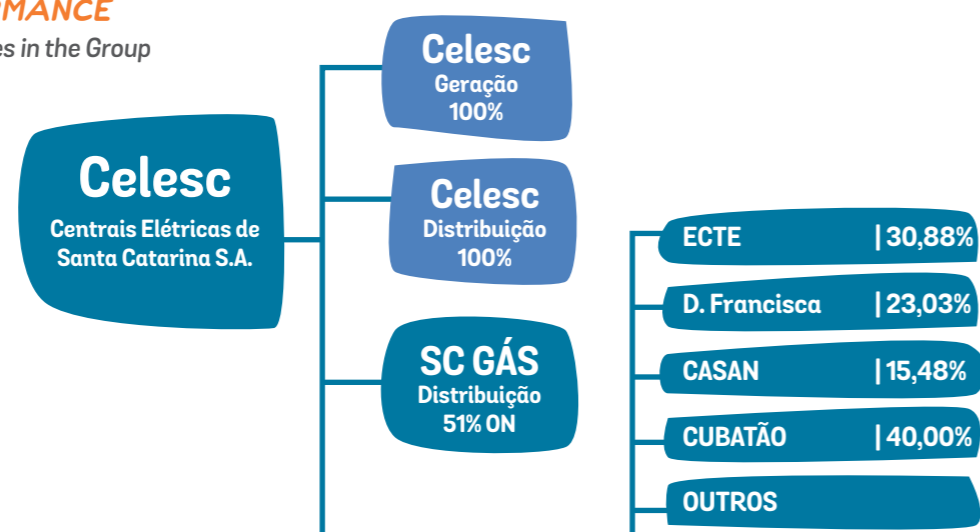 es in the Group
Celesc
Centrais Elétricas de
Santa Catarina S.A.
Celesc
Geração
100%
Celesc
Distribuição
100%
SC GÁS
Distribuição
51% ON
ECTE | 30,88%
D. Francisca | 23,03%
CASAN | 15,48%
CUBATÃO | 40,00%
OUTROS